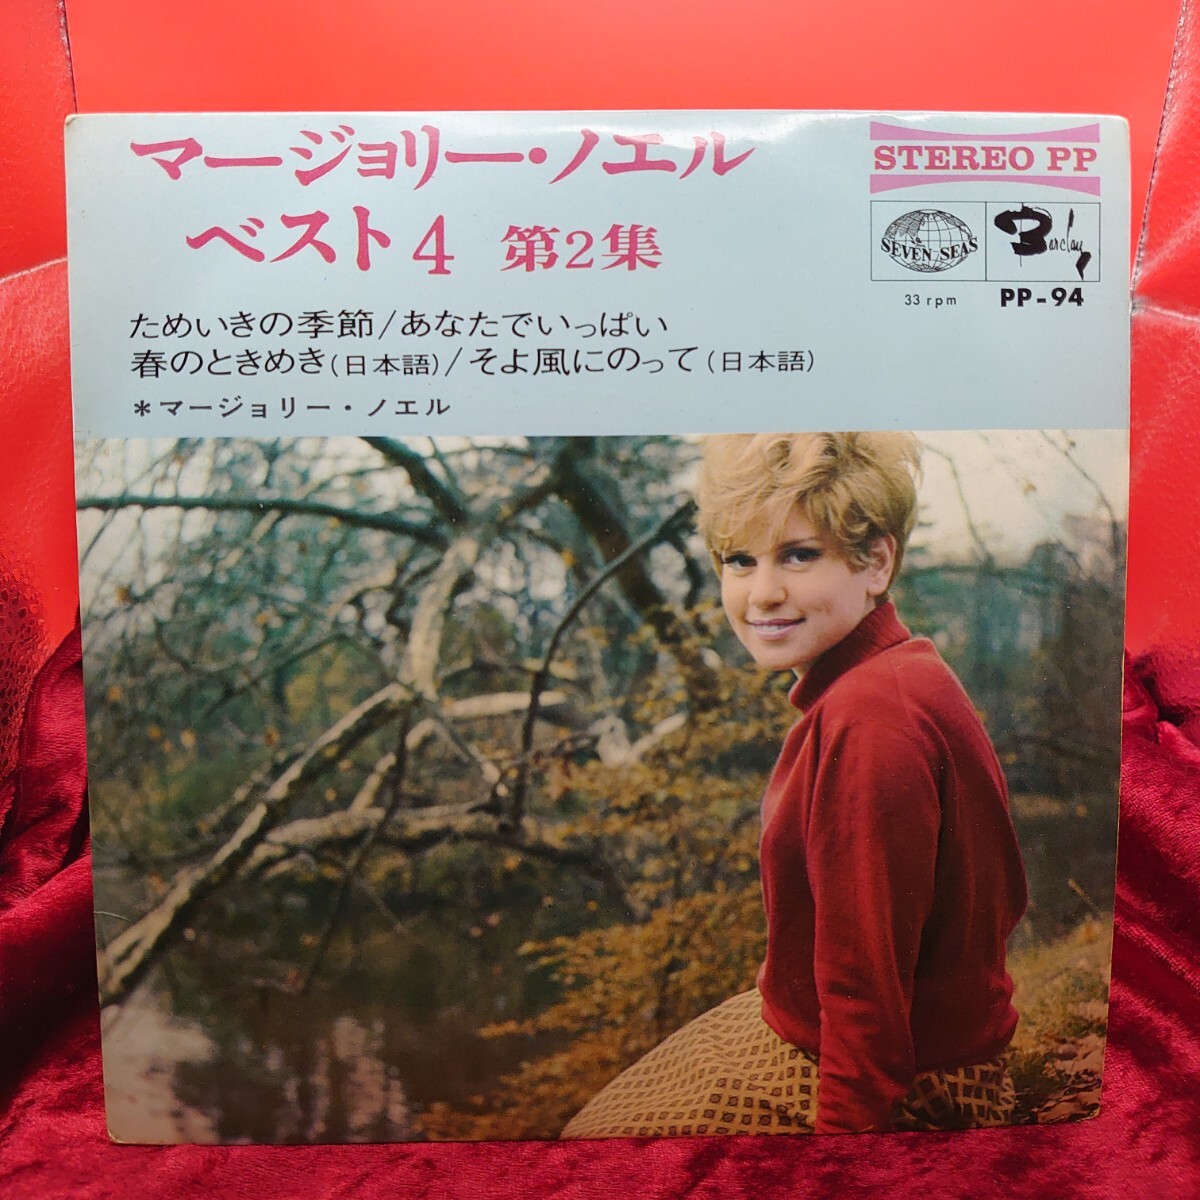 マージョリー・ノエル
ベスト4 第2集
STEREO PP
SEVEN SEAS
Barclay
33 rpm PP-94
ためいきの季節/あなたでいっぱい
春のときめき(日本語)/そよ風にのって(日本語)
*マージョリー・ノエル